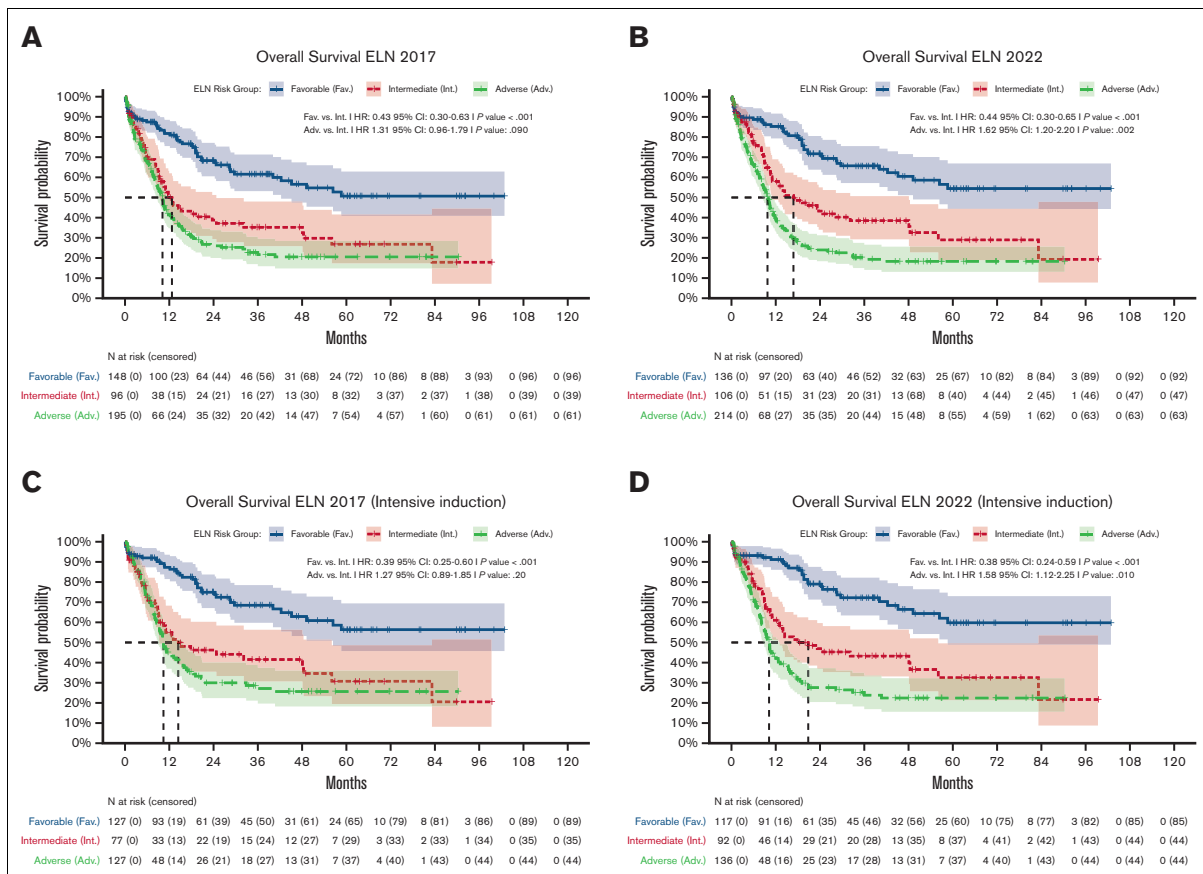 A
Overall Survival ELN 2017
ELN Risk Group: Favorable (Fav.) Intermediate (Int.) Adverse (Adv.)
Fav. vs. Int. I HR: 0.43 95% CI: 0.30-0.63 I P value < .001
Adv. vs. Int. I HR 1.31 95% CI: 0.96-1.79 I P value: .090
Survival probability
100%
90%
80%
70%
60%
50%
40%
30%
20%
10%
0%
0 12 24 36 48 60 72 84 96 108 120
Months
N at risk (censored)
Favorable (Fav.) 148 (0) 100 (23) 64 (44) 46 (56) 31 (68) 24 (72) 10 (86) 8 (88) 3 (93) 0 (96) 0 (96)
Intermediate (Int.) 96 (0) 38 (15) 24 (21) 16 (27) 13 (30) 8 (32) 3 (37) 2 (37) 1 (38) 0 (39) 0 (39)
Adverse (Adv.) 195 (0) 66 (24) 35 (32) 20 (42) 14 (47) 7 (54) 4 (57) 1 (60) 0 (61) 0 (61) 0 (61)
B
Overall Survival ELN 2022
ELN Risk Group: Favorable (Fav.) Intermediate (Int.) Adverse (Adv.)
Fav. vs. Int. I HR: 0.44 95% CI: 0.30-0.65 I P value < .001
Adv. vs. Int. I HR 1.62 95% CI: 1.20-2.20 I P value: .002
Survival probability
100%
90%
80%
70%
60%
50%
40%
30%
20%
10%
0%
0 12 24 36 48 60 72 84 96 108 120
Months
N at risk (censored)
Favorable (Fav.) 136 (0) 97 (20) 63 (40) 46 (52) 32 (63) 25 (67) 10 (82) 8 (84) 3 (89) 0 (92) 0 (92)
Intermediate (Int.) 106 (0) 51 (15) 31 (23) 20 (31) 13 (68) 8 (40) 4 (44) 2 (45) 1 (46) 0 (47) 0 (47)
Adverse (Adv.) 214 (0) 68 (27) 35 (35) 20 (44) 15 (48) 8 (55) 4 (59) 1 (62) 0 (63) 0 (63) 0 (63)
C
Overall Survival ELN 2017 (Intensive induction)
ELN Risk Group: Favorable (Fav.) Intermediate (Int.) Adverse (Adv.)
Fav. vs. Int. I HR: 0.39 95% CI: 0.25-0.60 I P value < .001
Adv. vs. Int. I HR 1.27 95% CI: 0.89-1.85 I P value: .20
Survival probability
100%
90%
80%
70%
60%
50%
40%
30%
20%
10%
0%
0 12 24 36 48 60 72 84 96 108 120
Months
N at risk (censored)
Favorable (Fav.) 127 (0) 93 (19) 61 (39) 45 (50) 31 (61) 24 (65) 10 (79) 8 (81) 3 (86) 0 (89) 0 (89)
Intermediate (Int.) 77 (0) 33 (13) 22 (19) 15 (24) 12 (27) 7 (29) 3 (33) 2 (33) 1 (34) 0 (35) 0 (35)
Adverse (Adv.) 127 (0) 48 (14) 26 (21) 18 (27) 13 (31) 7 (37) 4 (40) 1 (43) 0 (44) 0 (44) 0 (44)
D
Overall Survival ELN 2022 (Intensive induction)
ELN Risk Group: Favorable (Fav.) Intermediate (Int.) Adverse (Adv.)
Fav. vs. Int. I HR: 0.38 95% CI: 0.24-0.59 I P value < .001
Adv. vs. Int. I HR 1.58 95% CI: 1.12-2.25 I P value: .010
Survival probability
100%
90%
80%
70%
60%
50%
40%
30%
20%
10%
0%
0 12 24 36 48 60 72 84 96 108 120
Months
N at risk (censored)
Favorable (Fav.) 117 (0) 91 (16) 61 (35) 45 (46) 32 (56) 25 (60) 10 (75) 8 (77) 3 (82) 0 (85) 0 (85)
Intermediate (Int.) 92 (0) 46 (14) 29 (21) 20 (28) 13 (35) 8 (37) 4 (41) 2 (42) 1 (43) 0 (44) 0 (44)
Adverse (Adv.) 136 (0) 48 (16) 25 (23) 17 (28) 13 (31) 7 (37) 4 (40) 1 (43) 0 (44) 0 (44) 0 (44)